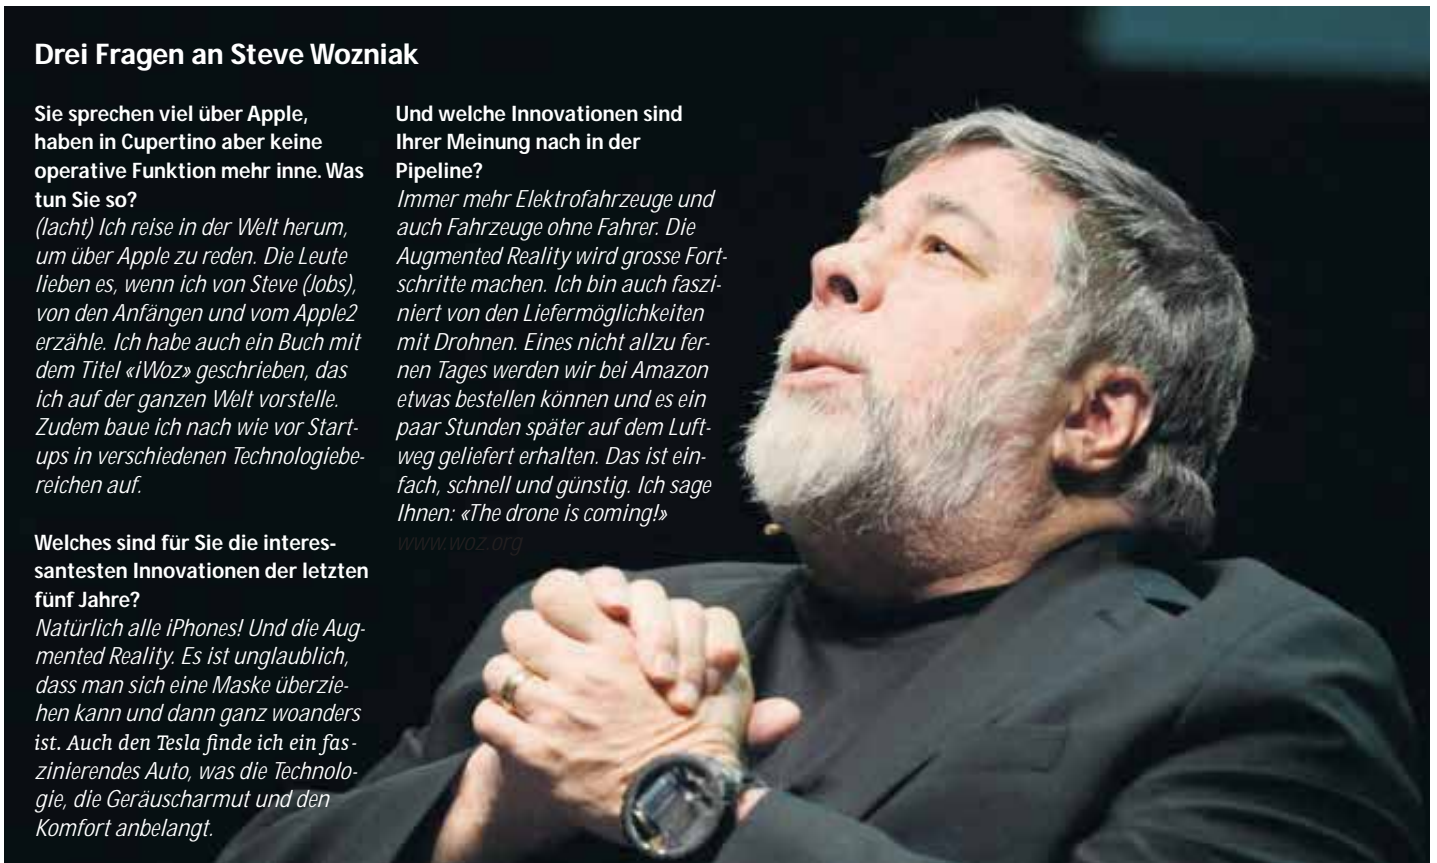 Drei Fragen an Steve Wozniak
Sie sprechen viel über Apple,
haben in Cupertino aber keine
operative Funktion mehr inne. Was
tun Sie so?
(lacht) Ich reise in der Welt herum,
um über Apple zu reden. Die Leute
lieben es, wenn ich von Steve (Jobs),
von den Anfängen und vom Apple2
erzähle. Ich habe auch ein Buch mit
dem Titel «iWoz» geschrieben, das
ich auf der ganzen Welt vorstelle.
Zudem baue ich nach wie vor Start-
ups in verschiedenen Technologiebe-
reichen auf.
Welches sind für Sie die interes-
santesten Innovationen der letzten
fünf Jahre?
Natürlich alle iPhones! Und die Aug-
mented Reality. Es ist unglaublich,
dass man sich eine Maske überzie-
hen kann und dann ganz woanders
ist. Auch den Tesla finde ich ein fas-
zinierendes Auto, was die Technolo-
gie, die Geräuscharmut und den
Komfort anbelangt.
Und welche Innovationen sind
Ihrer Meinung nach in der
Pipeline?
Immer mehr Elektrofahrzeuge und
auch Fahrzeuge ohne Fahrer. Die
Augmented Reality wird grosse Fort-
schritte machen. Ich bin auch faszi-
niert von den Liefermöglichkeiten
mit Drohnen. Eines nicht allzu fer-
nen Tages werden wir bei Amazon
etwas bestellen können und es ein
paar Stunden später auf dem Luft-
weg geliefert erhalten. Das ist ein-
fach, schnell und günstig. Ich sage
Ihnen: «The drone is coming!»
www.woz.org